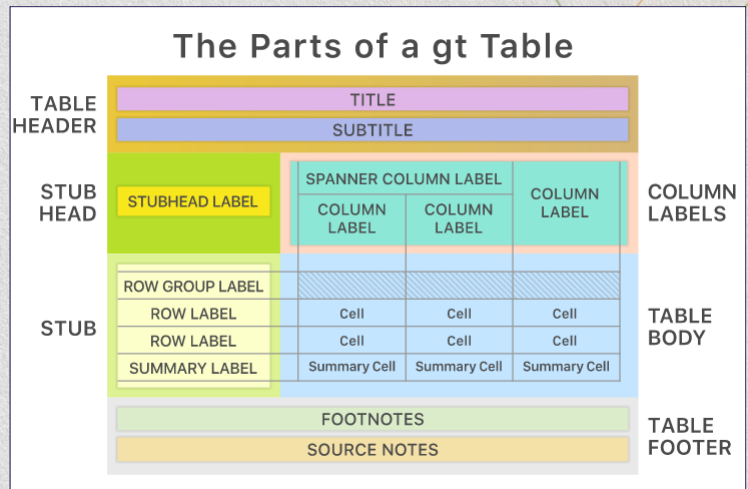 The Parts of a gt Table
TABLE
HEADER
TITLE
SUBTITLE
STUB
HEAD
STUBHEAD LABEL
SPANNER COLUMN LABEL
COLUMN
LABEL
COLUMN
LABEL
COLUMN
LABEL
COLUMN
LABELS
STUB
ROW GROUP LABEL
ROW LABEL Cell Cell Cell
ROW LABEL Cell Cell Cell
SUMMARY LABEL Summary Cell Summary Cell Summary Cell
TABLE
BODY
FOOTNOTES
SOURCE NOTES
TABLE
FOOTER